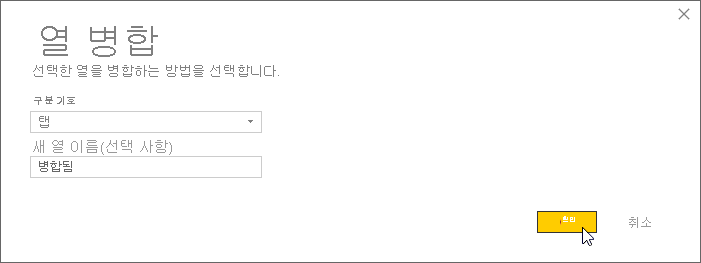 열 병합
선택한 열을 병합하는 방법을 선택합니다.
구분 기호
탭
새 열 이름(선택 사항)
병합됨
취소